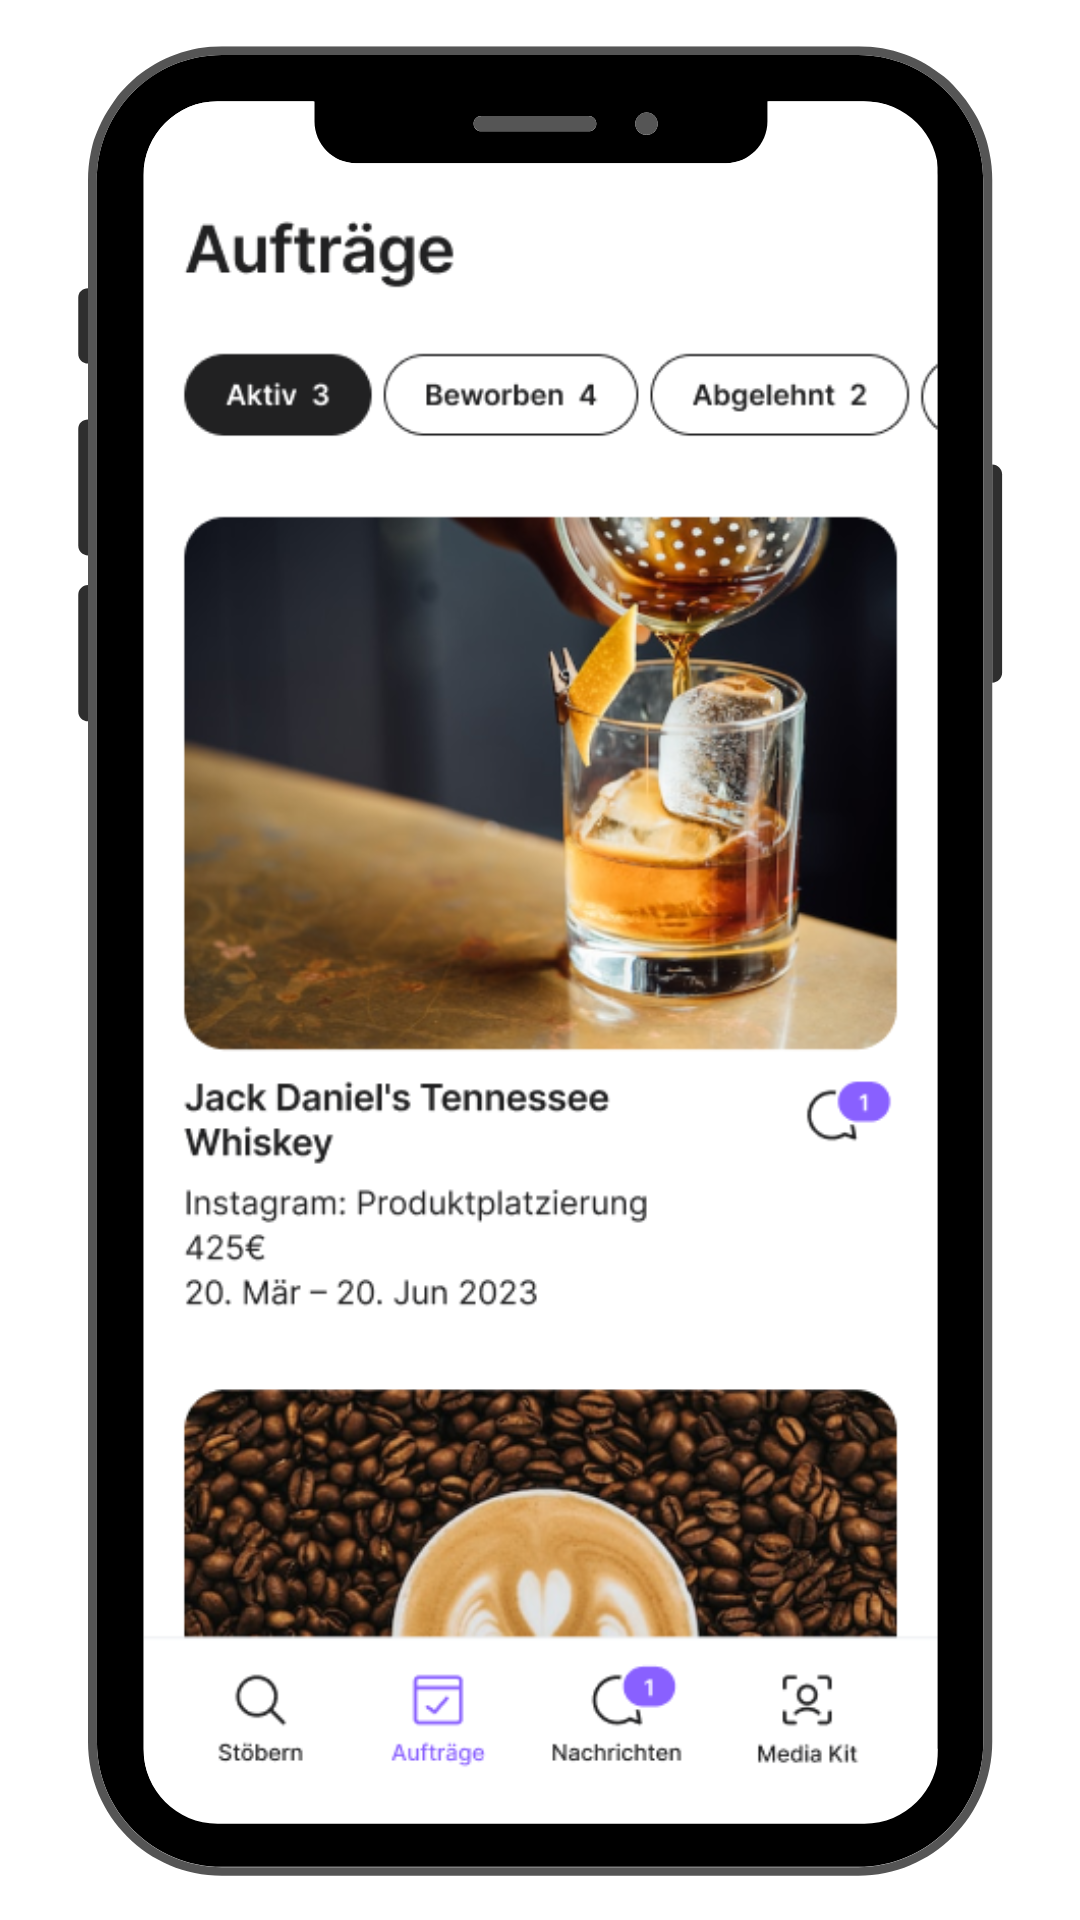 Aufträge
Aktiv 3
Beworben 4
Abgelehnt 2
Jack Daniel's Tennessee
Whiskey
1
Instagram: Produktplatzierung
425€
20. Mär – 20. Jun 2023
1
Stöbern
Aufträge
Nachrichten
Media Kit